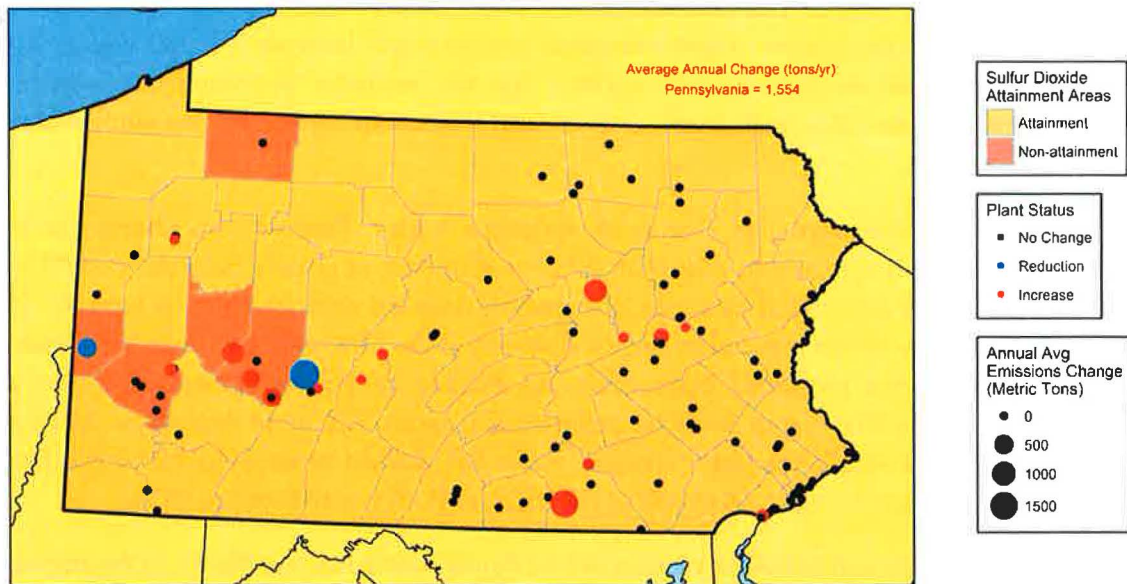 Average Annual Change (tons/yr)
Pennsylvania = 1,554
Sulfur Dioxide
Attainment Areas
Attainment
Non-attainment
Plant Status
No Change
Reduction
Increase
Annual Avg
Emissions Change
(Metric Tons)
0
500
1000
1500